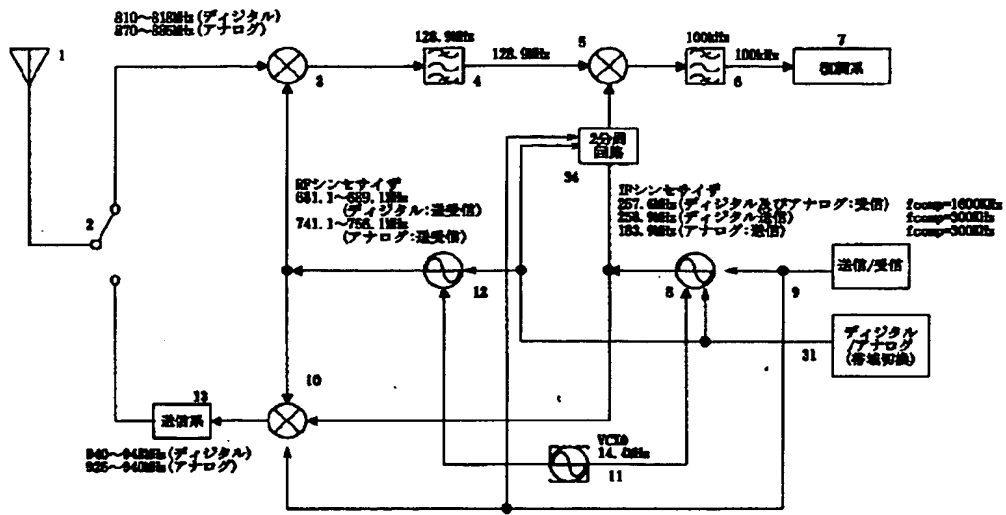 810～818MHz(ディジタル)
870～885MHz(アナログ)
1
2
3
128.9MHz
4
128.9MHz
5
100kHz
6
100kHz
7
復調系
2分周
回路
34
RFシンセサイザ
681.1～689.1MHz
(ディジタル:送受信)
741.1～756.1MHz
(アナログ:送受信)
IFシンセサイザ
257.8MHz(ディジタル及びアナログ:受信) fcomp=1600KHz
258.9MHz(ディジタル送信) fcomp=300KHz
183.9MHz(アナログ:送信) fcomp=300KHz
12
8
9
送信/受信
31
ディジタル
/アナログ
(帯域切換)
10
13
送信系
940～948MHz(ディジタル)
925～940MHz(アナログ)
VCXO
14.4MHz
11